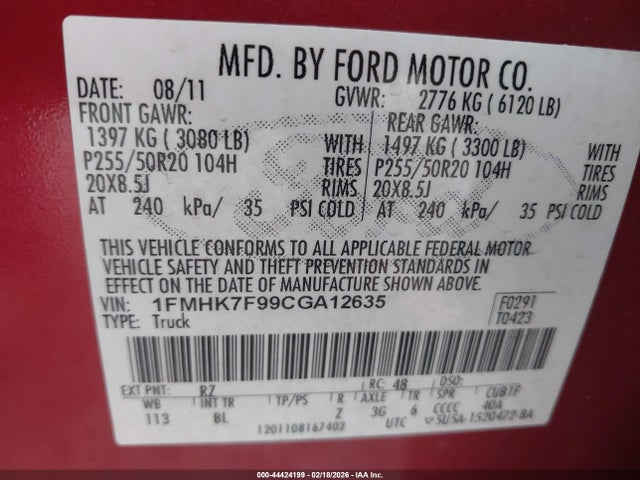 MFD. BY FORD MOTOR CO.
DATE: 08/11 GVWR: 2776 KG ( 6120 LB)
FRONT GAWR: REAR GAWR:
1397 KG ( 3080 LB) WITH 1497 KG ( 3300 LB) WITH
P255/50R20 104H TIRES P255/50R20 104H TIRES
20X8.5J RIMS 20X8.5J RIMS
AT 240 kPa/ 35 PSI COLD AT 240 kPa/ 35 PSI COLD
THIS VEHICLE CONFORMS TO ALL APPLICABLE FEDERAL MOTOR
VEHICLE SAFETY AND THEFT PREVENTION STANDARDS IN
EFFECT ON THE DATE OF MANUFACTURE SHOWN ABOVE.
VIN: 1FMHK7F99CGA12635 F0291
TYPE: Truck T0423
EXT PNT: RZ RC: 48 DSO:
WB INT TR TP/PS R AXLE TR SPR CUB1F
113 BL Z 3G 6 CCCC 40A
1201108167402 UTC 5U5A-1520472-BA
000-44424199 - 02/18/2026 - IAA Inc.